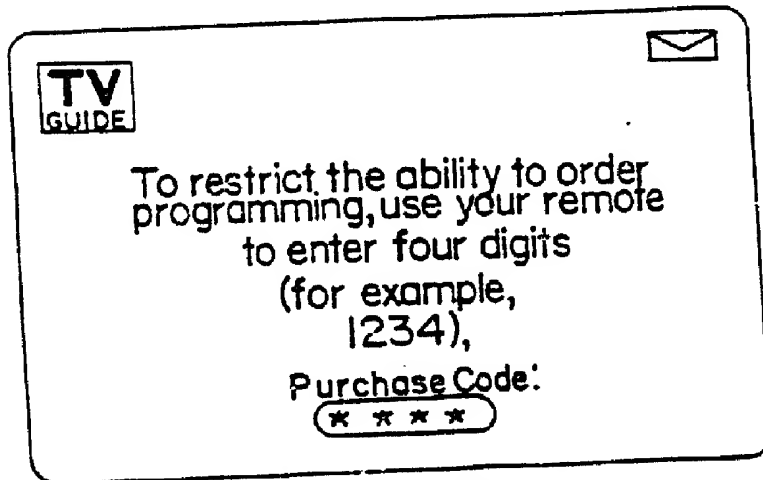 TV
GUIDE
To restrict the ability to order
programming, use your remote
to enter four digits
(for example,
1234),
Purchase Code:
* * * *